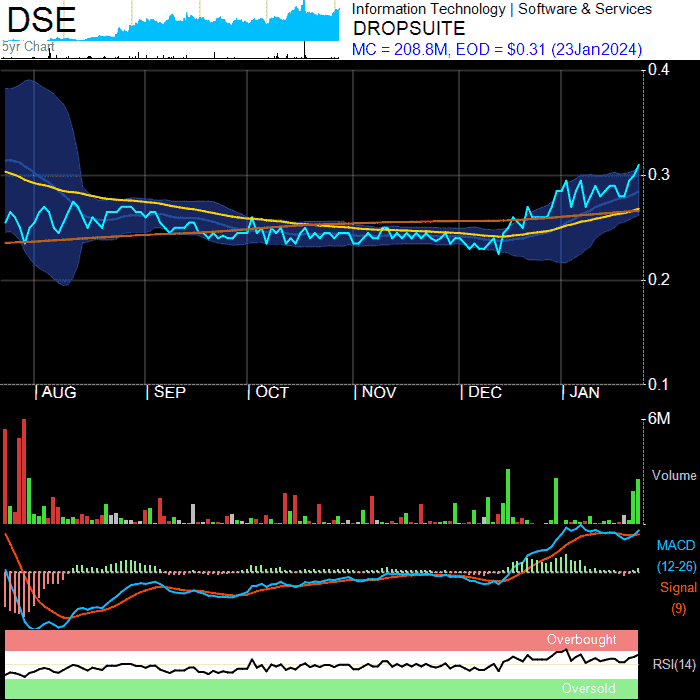 DSE
5yr Chart
Information Technology | Software & Services
DROPSUITE
MC = 208.8M, EOD = $0.31 (23Jan2024)
0.4
0.3
0.2
0.1
| AUG | SEP | OCT | NOV | DEC | JAN
6M
Volume
MACD
(12-26)
Signal
(9)
Overbought
RSI(14)
Oversold